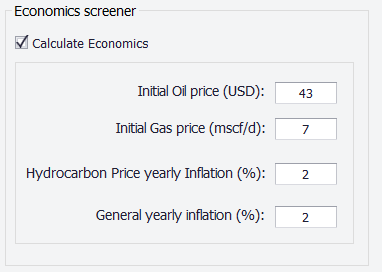 Economics screener
Calculate Economics
Initial Oil price (USD): 43
Initial Gas price (mscf/d): 7
Hydrocarbon Price yearly Inflation (%): 2
General yearly inflation (%): 2